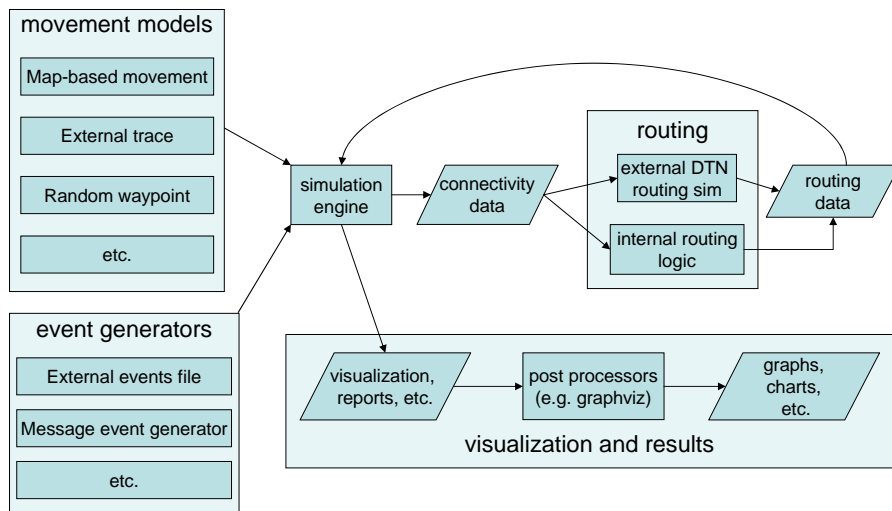 movement models
Map-based movement
External trace
Random waypoint
etc.
event generators
External events file
Message event generator
etc.
simulation
engine
connectivity
data
routing
external DTN
routing sim
internal routing
logic
routing
data
visualization,
reports, etc.
post processors
(e.g. graphviz)
graphs,
charts,
etc.
visualization and results